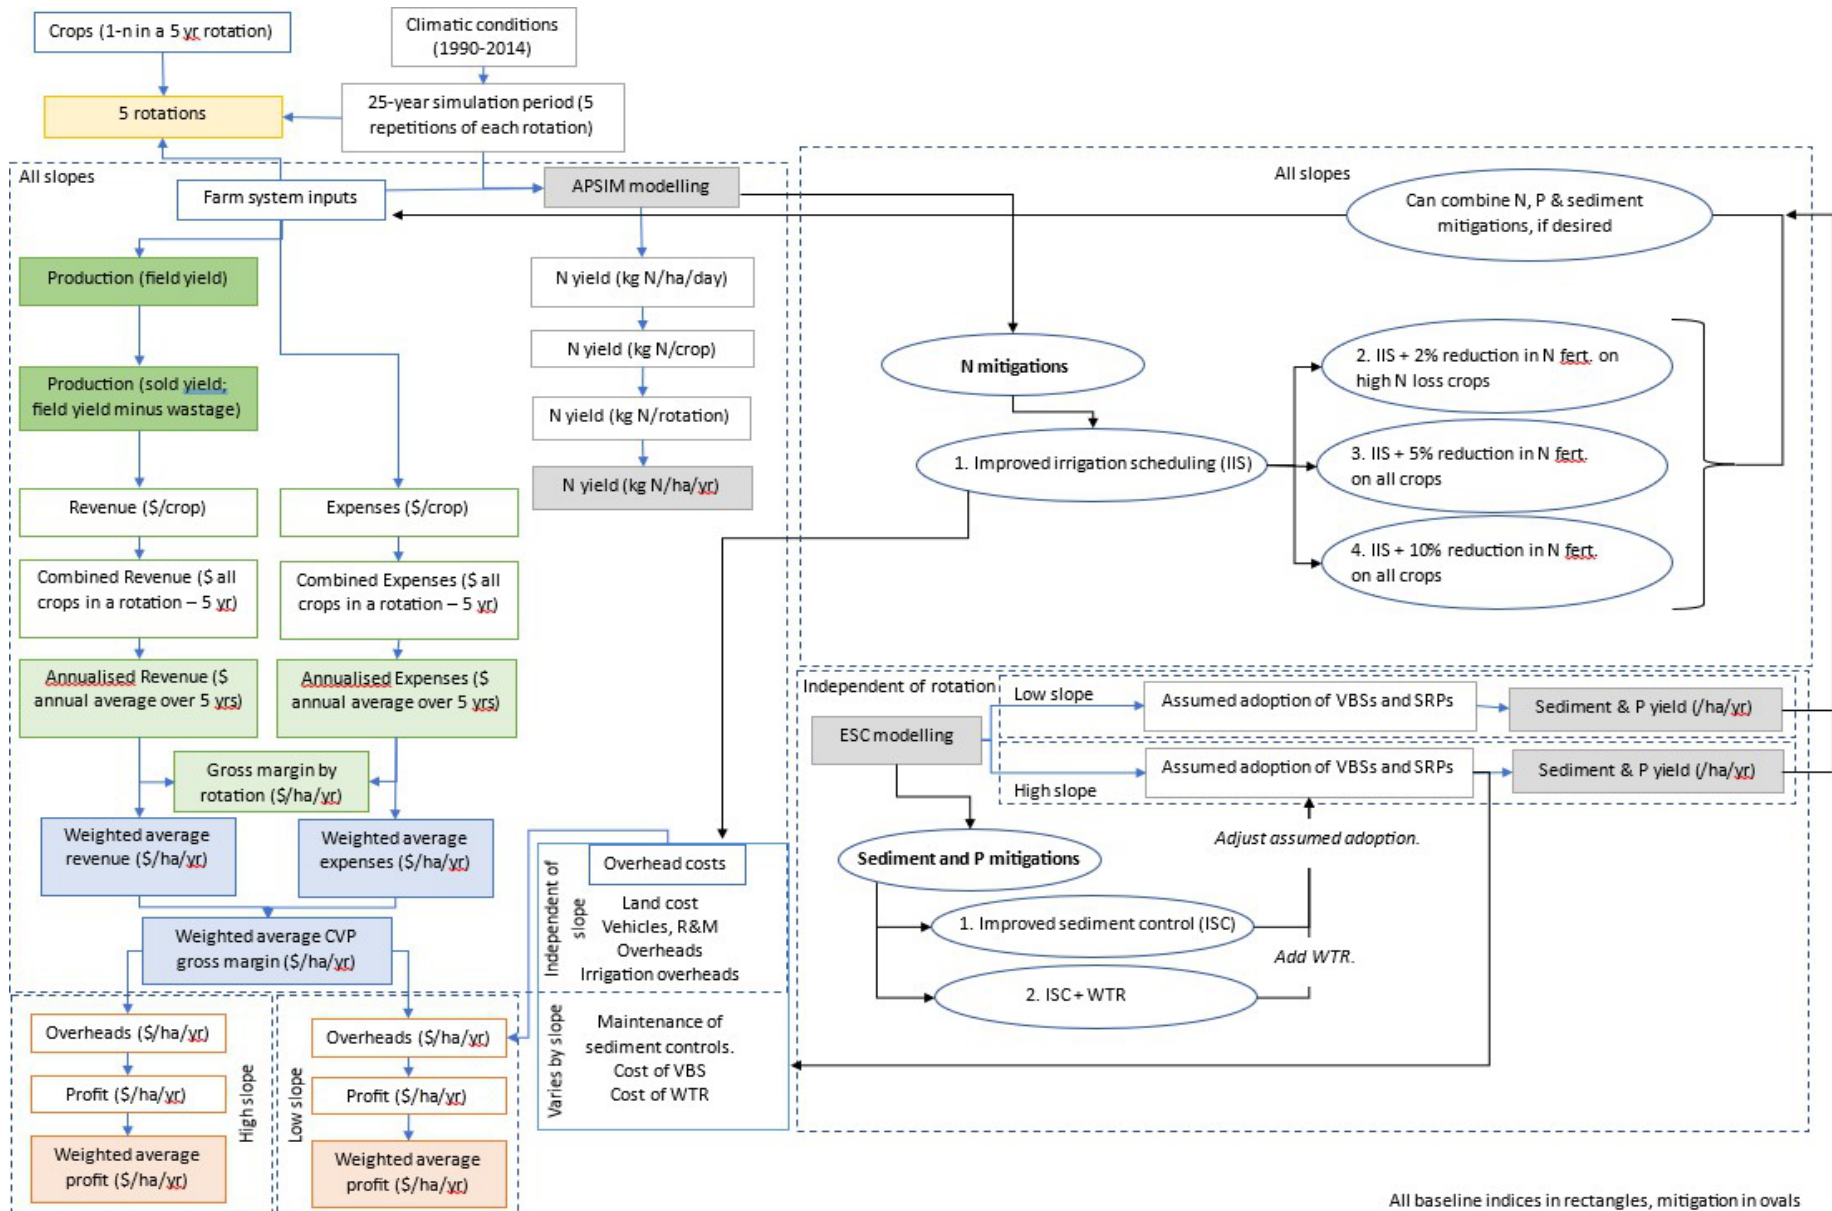 Crops (1-n in a 5 yr rotation)
Climatic conditions
(1990-2014)
5 rotations
25-year simulation period (5
repetitions of each rotation)
All slopes
Farm system inputs
APSIM modelling
Production (field yield)
Production (sold yield;
field yield minus wastage)
Revenue ($/crop)
Expenses ($/crop)
Combined Revenue ($ all
crops in a rotation – 5 yr)
Combined Expenses ($ all
crops in a rotation – 5 yr)
Annualised Revenue ($
annual average over 5 yrs)
Annualised Expenses ($
annual average over 5 yrs)
Gross margin by
rotation ($/ha/yr)
Weighted average
revenue ($/ha/yr)
Weighted average
expenses ($/ha/yr)
Weighted average CVP
gross margin ($/ha/yr)
N yield (kg N/ha/day)
N yield (kg N/crop)
N yield (kg N/rotation)
N yield (kg N/ha/yr)
Overheads ($/ha/yr)
Profit ($/ha/yr)
Weighted average
profit ($/ha/yr)
High slope
Low slope
Overheads ($/ha/yr)
Profit ($/ha/yr)
Weighted average
profit ($/ha/yr)
Independent of
slope
Overhead costs
Land cost
Vehicles, R&M
Overheads
Irrigation overheads
Varies by slope
Maintenance of
sediment controls.
Cost of VBS
Cost of WTR
All slopes
Can combine N, P & sediment
mitigations, if desired
N mitigations
1. Improved irrigation scheduling (IIS)
2. IIS + 2% reduction in N fert. on
high N loss crops
3. IIS + 5% reduction in N fert.
on all crops
4. IIS + 10% reduction in N fert.
on all crops
Independent of rotation
Low slope
Assumed adoption of VBSs and SRPs
Sediment & P yield (/ha/yr)
ESC modelling
Assumed adoption of VBSs and SRPs
Sediment & P yield (/ha/yr)
High slope
Adjust assumed adoption.
Sediment and P mitigations
1. Improved sediment control (ISC)
Add WTR.
2. ISC + WTR
All baseline indices in rectangles, mitigation in ovals